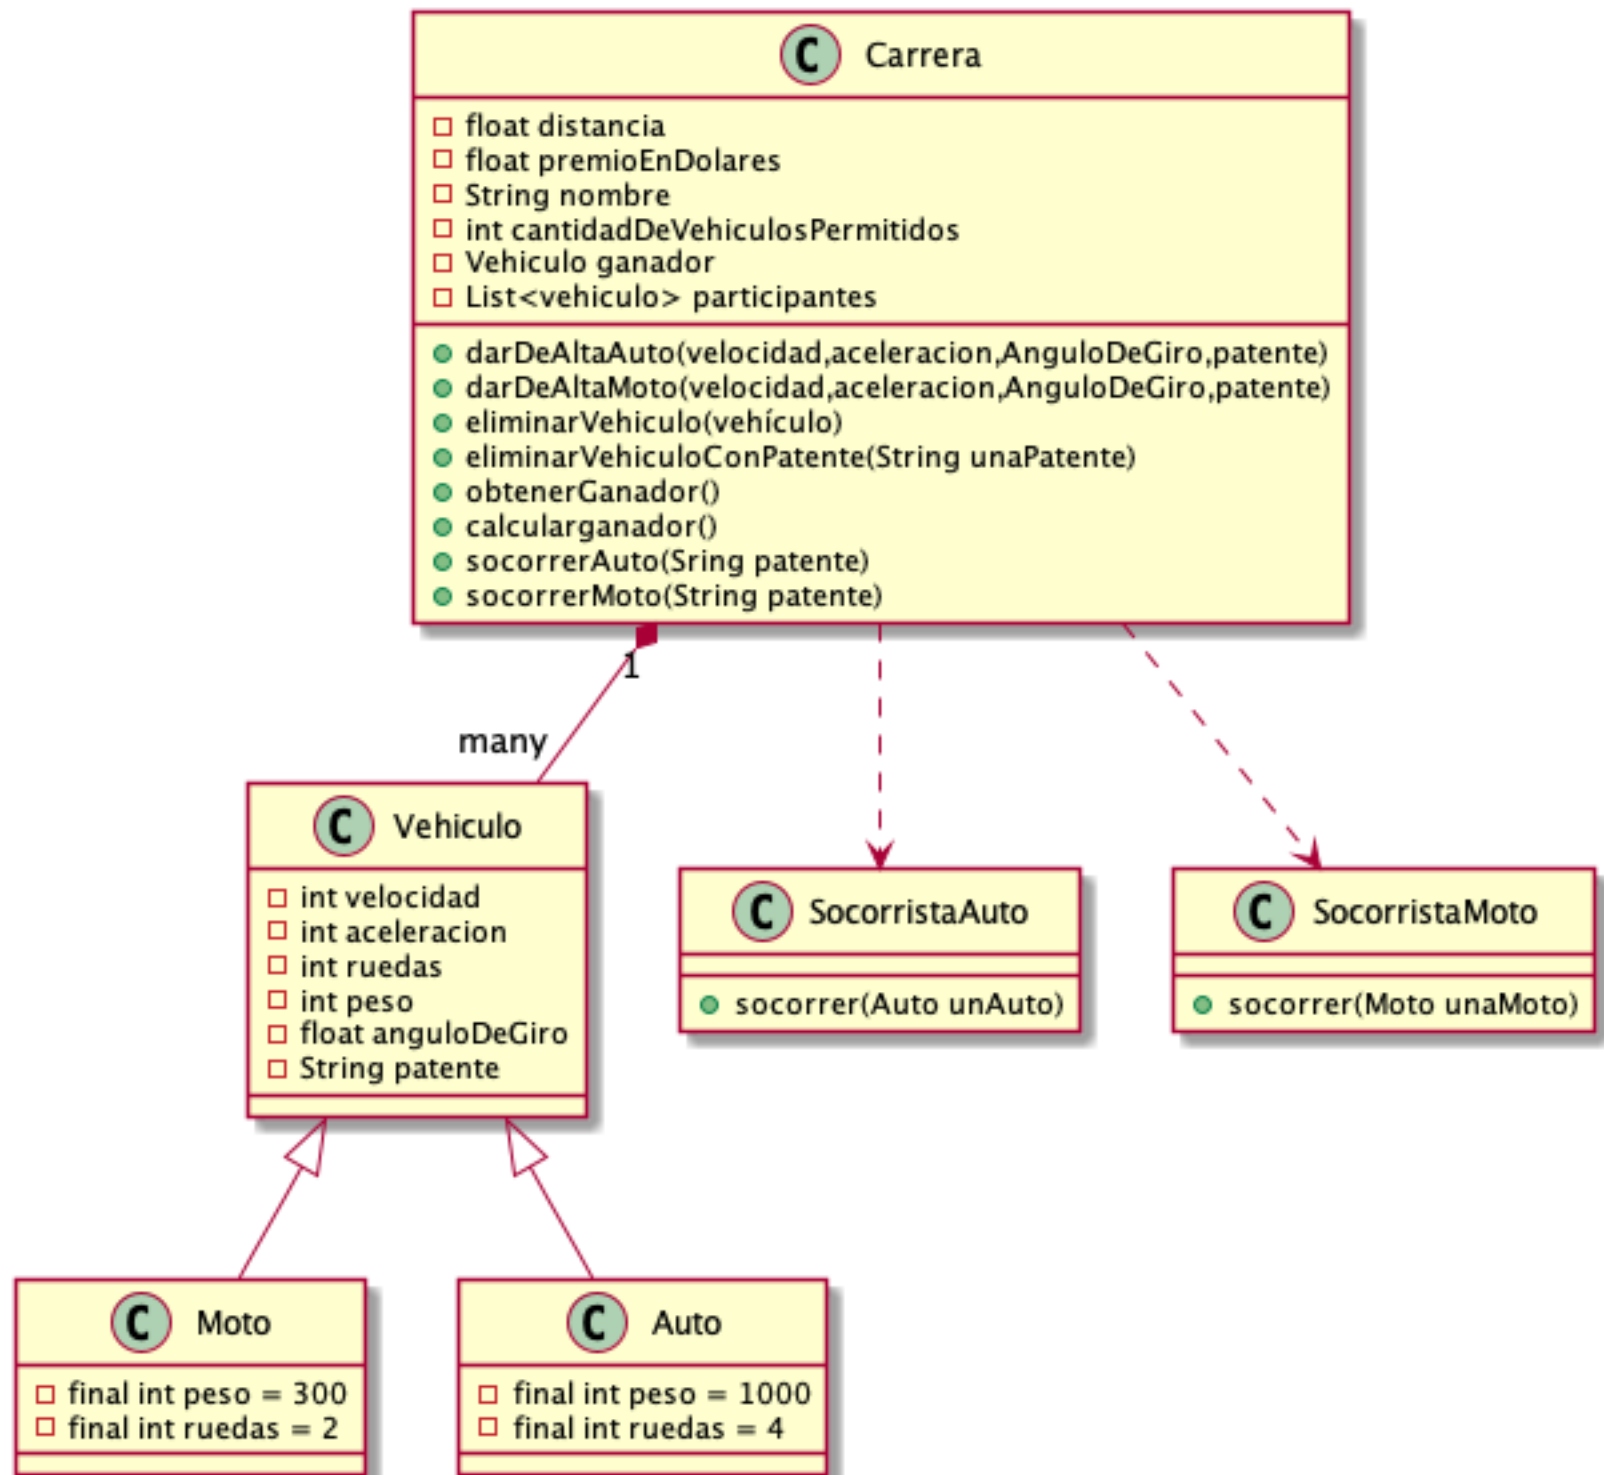 C Carrera
float distancia
float premioEnDolares
String nombre
int cantidadDeVehiculosPermitidos
Vehiculo ganador
List<vehiculo> participantes
darDeAltaAuto(velocidad,aceleracion,AnguloDeGiro,patente)
darDeAltaMoto(velocidad,aceleracion,AnguloDeGiro,patente)
eliminarVehiculo(vehículo)
eliminarVehiculoConPatente(String unaPatente)
obtenerGanador()
calcularganador()
socorrerAuto(Sring patente)
socorrerMoto(String patente)
1
many
C Vehiculo
int velocidad
int aceleracion
int ruedas
int peso
float anguloDeGiro
String patente
C SocorristaAuto
socorrer(Auto unAuto)
C SocorristaMoto
socorrer(Moto unaMoto)
C Moto
final int peso = 300
final int ruedas = 2
C Auto
final int peso = 1000
final int ruedas = 4